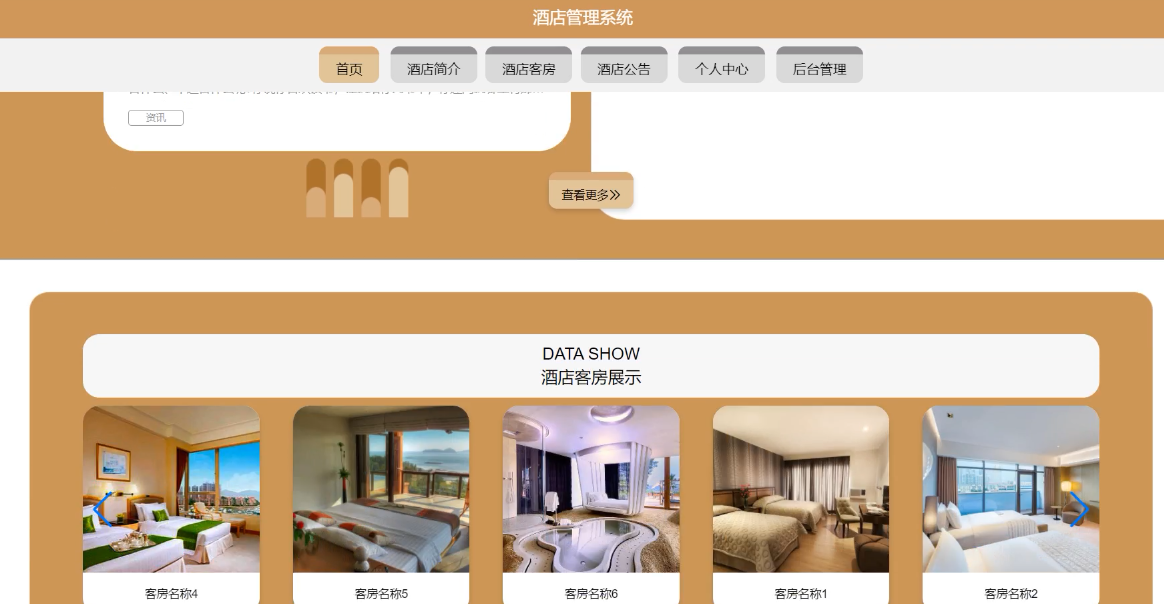 酒店管理系统
首页
酒店简介
酒店客房
酒店公告
个人中心
后台管理
资讯
查看更多
DATA SHOW
酒店客房展示
客房名称4
客房名称5
客房名称6
客房名称1
客房名称2